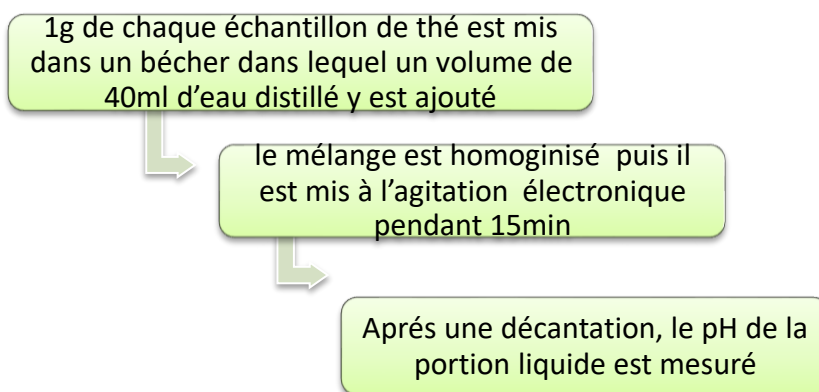 1g de chaque échantillon de thé est mis
dans un bécher dans lequel un volume de
40ml d’eau distillé y est ajouté
le mélange est homoginisé puis il
est mis à l’agitation électronique
pendant 15min
Aprés une décantation, le pH de la
portion liquide est mesuré